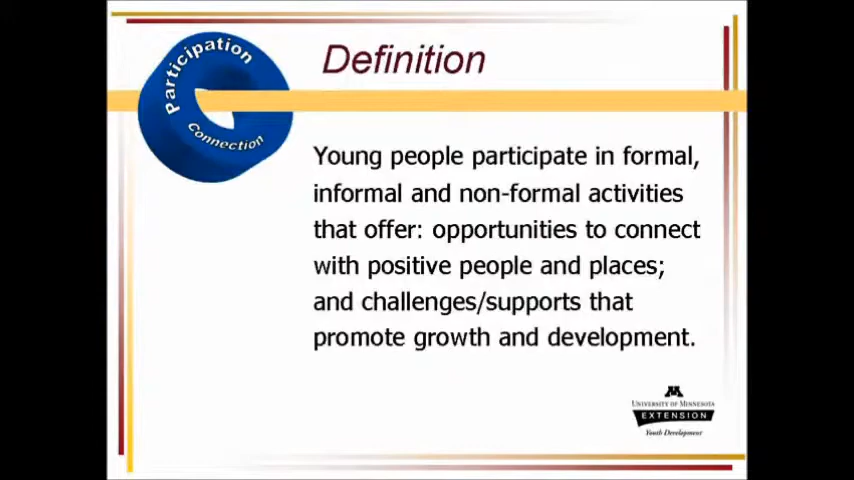 Participation
Connection
Definition
Young people participate in formal,
informal and non-formal activities
that offer: opportunities to connect
with positive people and places;
and challenges/supports that
promote growth and development.
M
UNIVERSITY OF MINNESOTA
EXTENSION
Youth Development